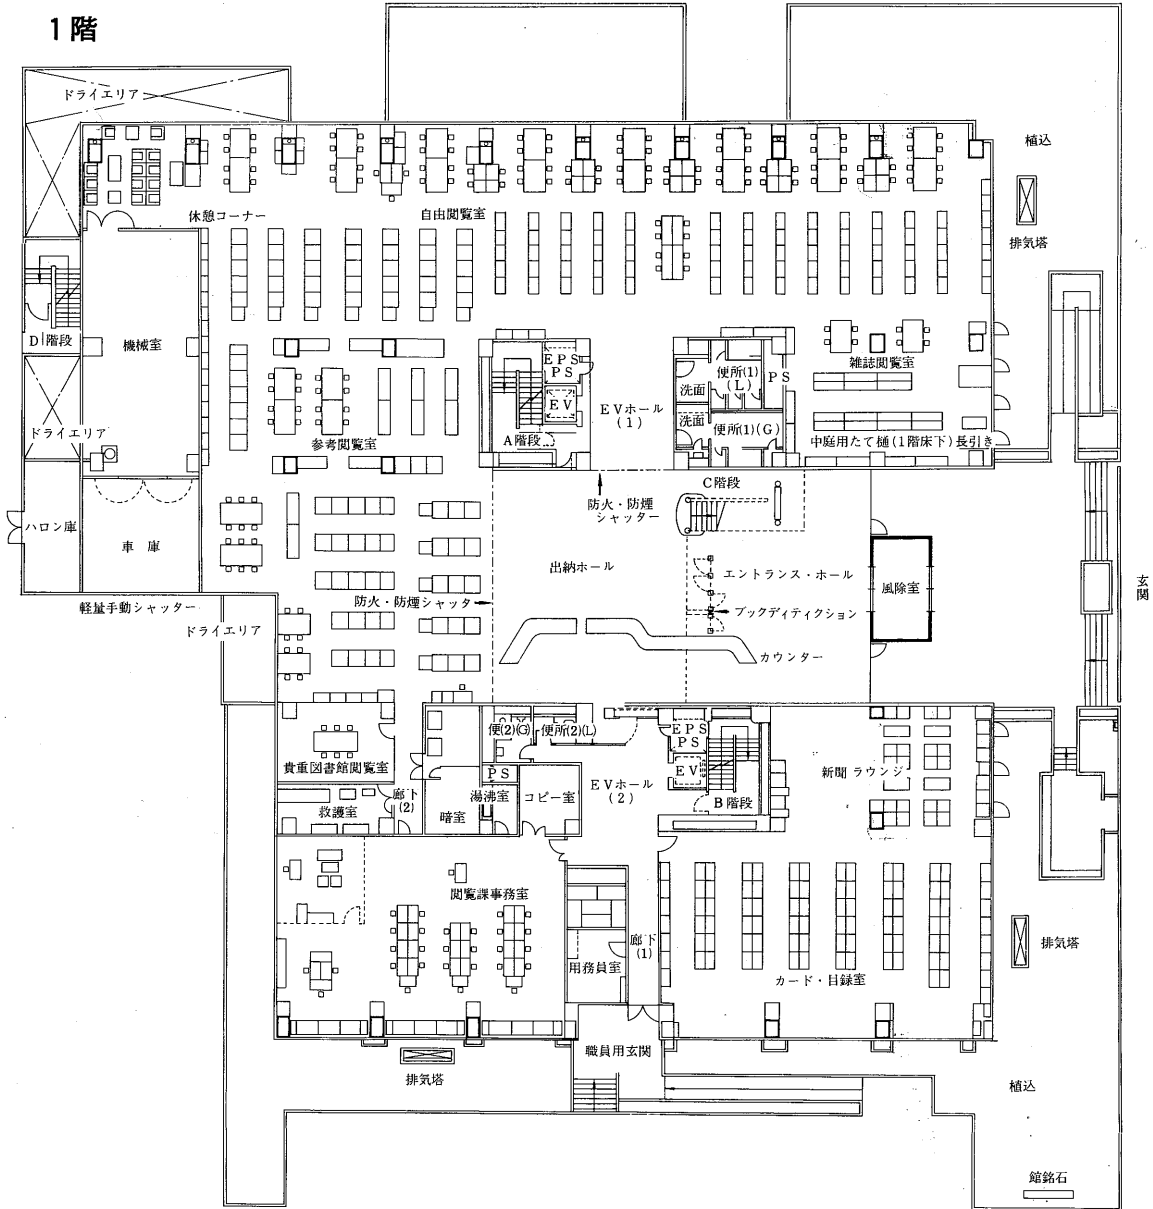 1階
ドライエリア
植込
休憩コーナー
自由閲覧室
排気塔
D階段
機械室
EPS
PS
EV
A階段
EVホール
(1)
洗面
洗面
便所(1)
(L)
PS
便所(1)(G)
雑誌閲覧室
中庭用たて樋(1階床下)長引き
ドライエリア
参考閲覧室
C階段
防火・防煙
シャッター
ハロン庫
車庫
出納ホール
エントランス・ホール
風除室
玄関
軽量手動シャッター
防火・防煙シャッター
ブックディティクション
ドライエリア
カウンター
便(2)(G)
便所(2)(L)
EPS
PS
EV
貴重図書館閲覧室
PS
湯沸室
コピー室
EVホール
(2)
B階段
新聞ラウンジ
廊下
(2)
救護室
暗室
閲覧課事務室
用務員室
廊下
(1)
カード・目録室
排気塔
職員用玄関
排気塔
植込
館銘石